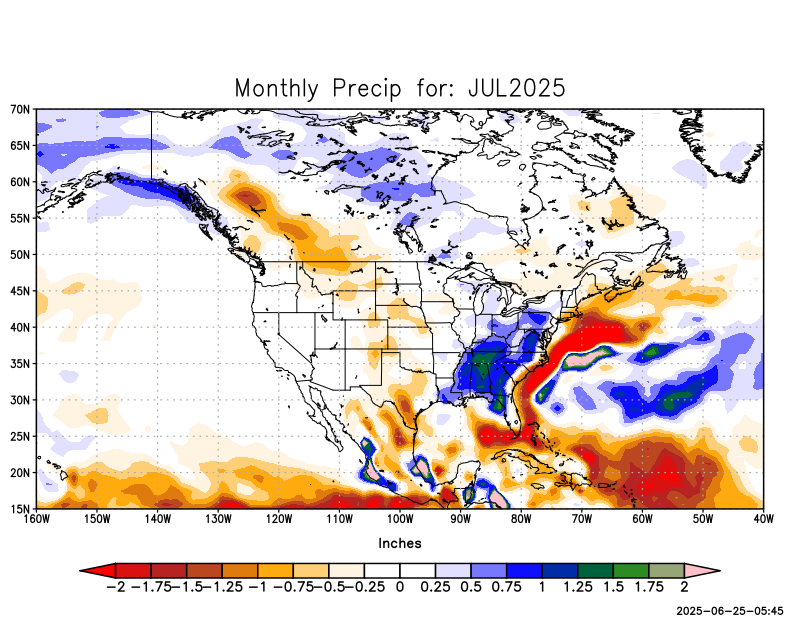 Monthly Precip for: JUL2025
70N
65N
60N
55N
50N
45N
40N
35N
30N
25N
20N
15N
160W 150W 140W 130W 120W 110W 100W 90W 80W 70W 60W 50W 40W
Inches
-2 -1.75 -1.5 -1.25 -1 -0.75 -0.5 -0.25 0 0.25 0.5 0.75 1 1.25 1.5 1.75 2
2025-06-25-05:45